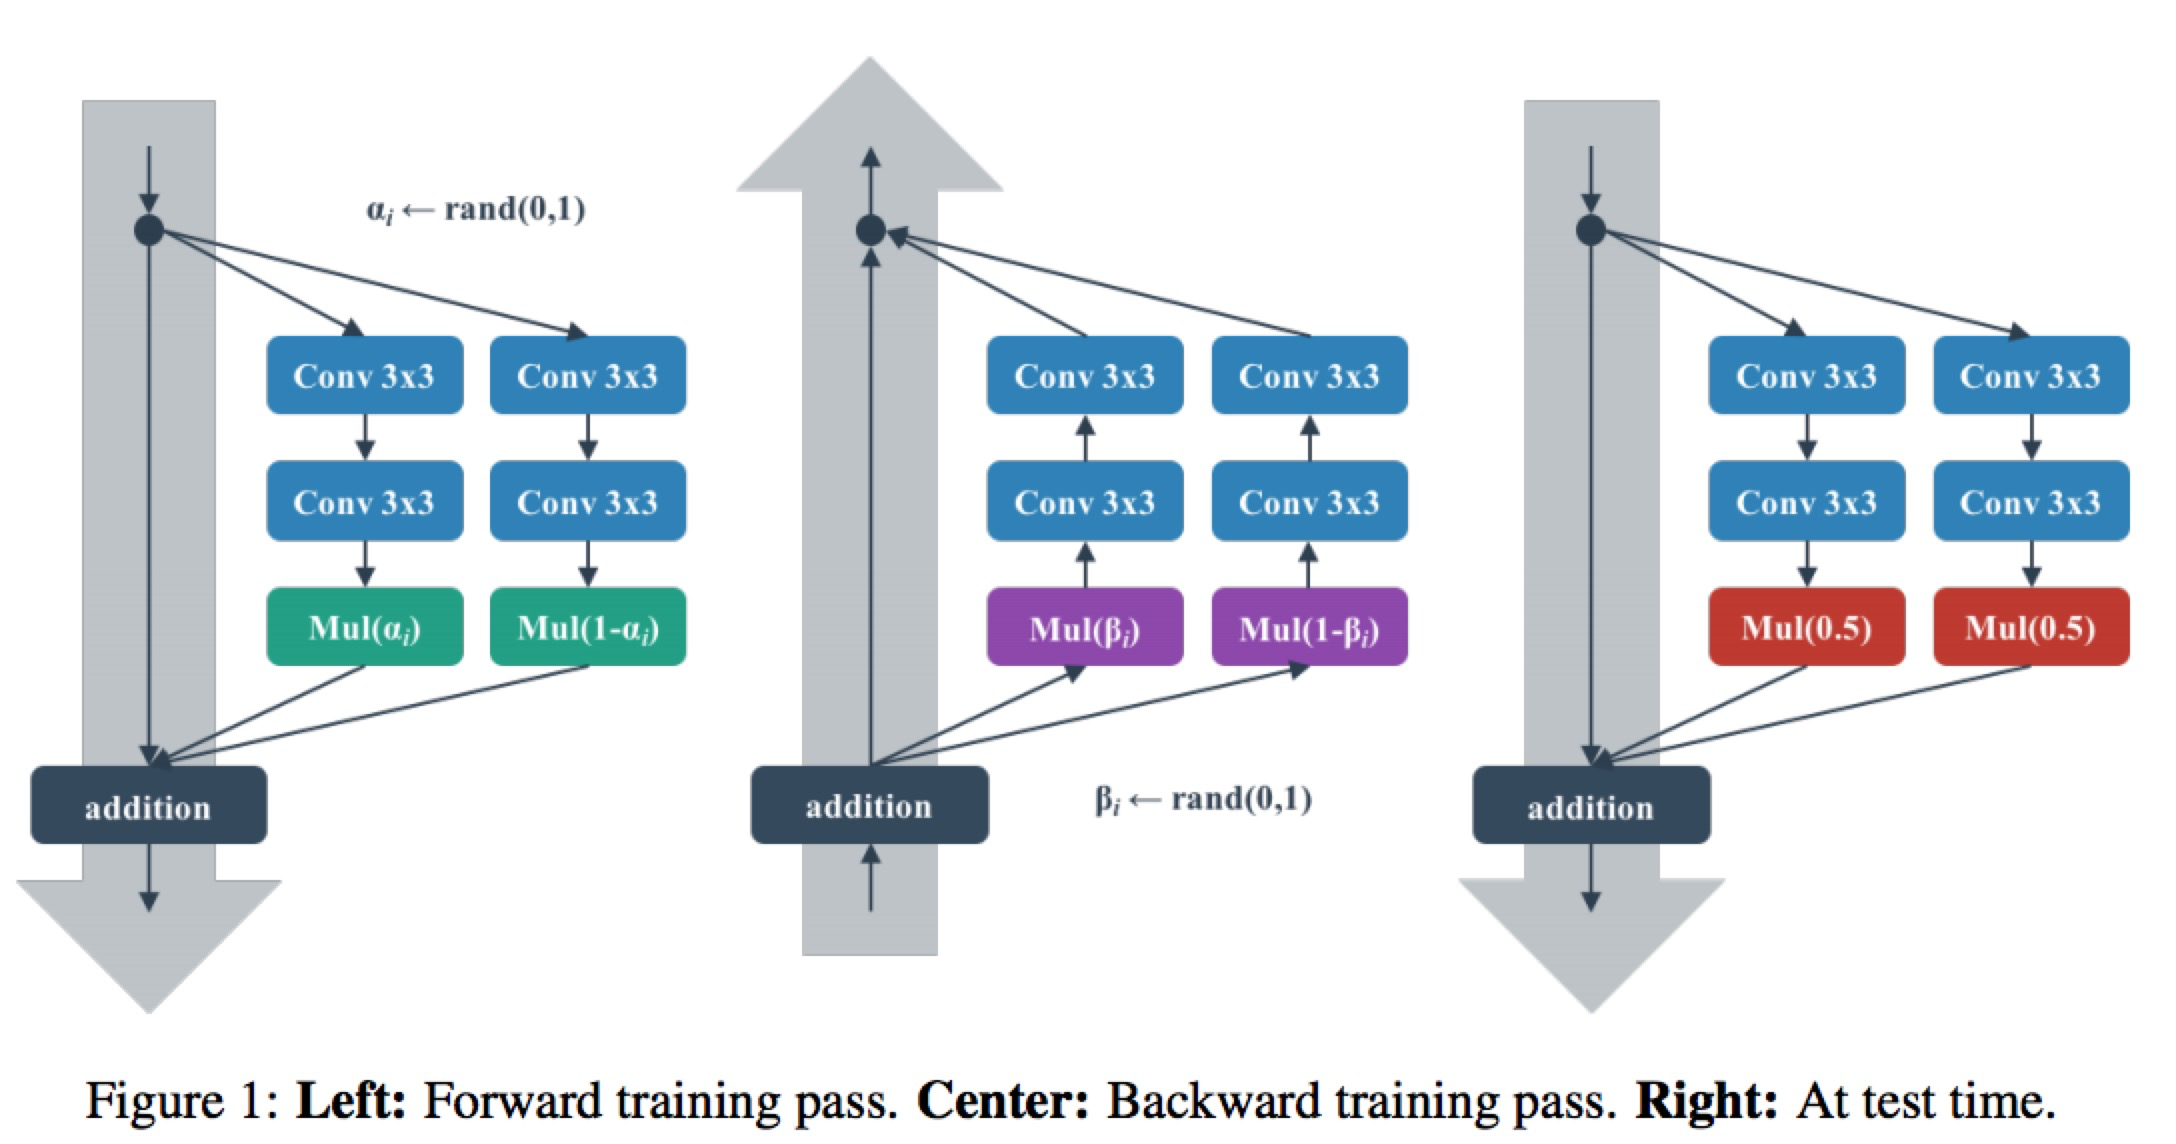 αᵢ ← rand(0,1)
Conv 3x3
Conv 3x3
Conv 3x3
Conv 3x3
Mul(αᵢ)
Mul(1-αᵢ)
addition
Conv 3x3
Conv 3x3
Conv 3x3
Conv 3x3
Mul(βᵢ)
Mul(1-βᵢ)
addition
βᵢ ← rand(0,1)
Conv 3x3
Conv 3x3
Conv 3x3
Conv 3x3
Mul(0.5)
Mul(0.5)
addition
Figure 1: Left: Forward training pass. Center: Backward training pass. Right: At test time.